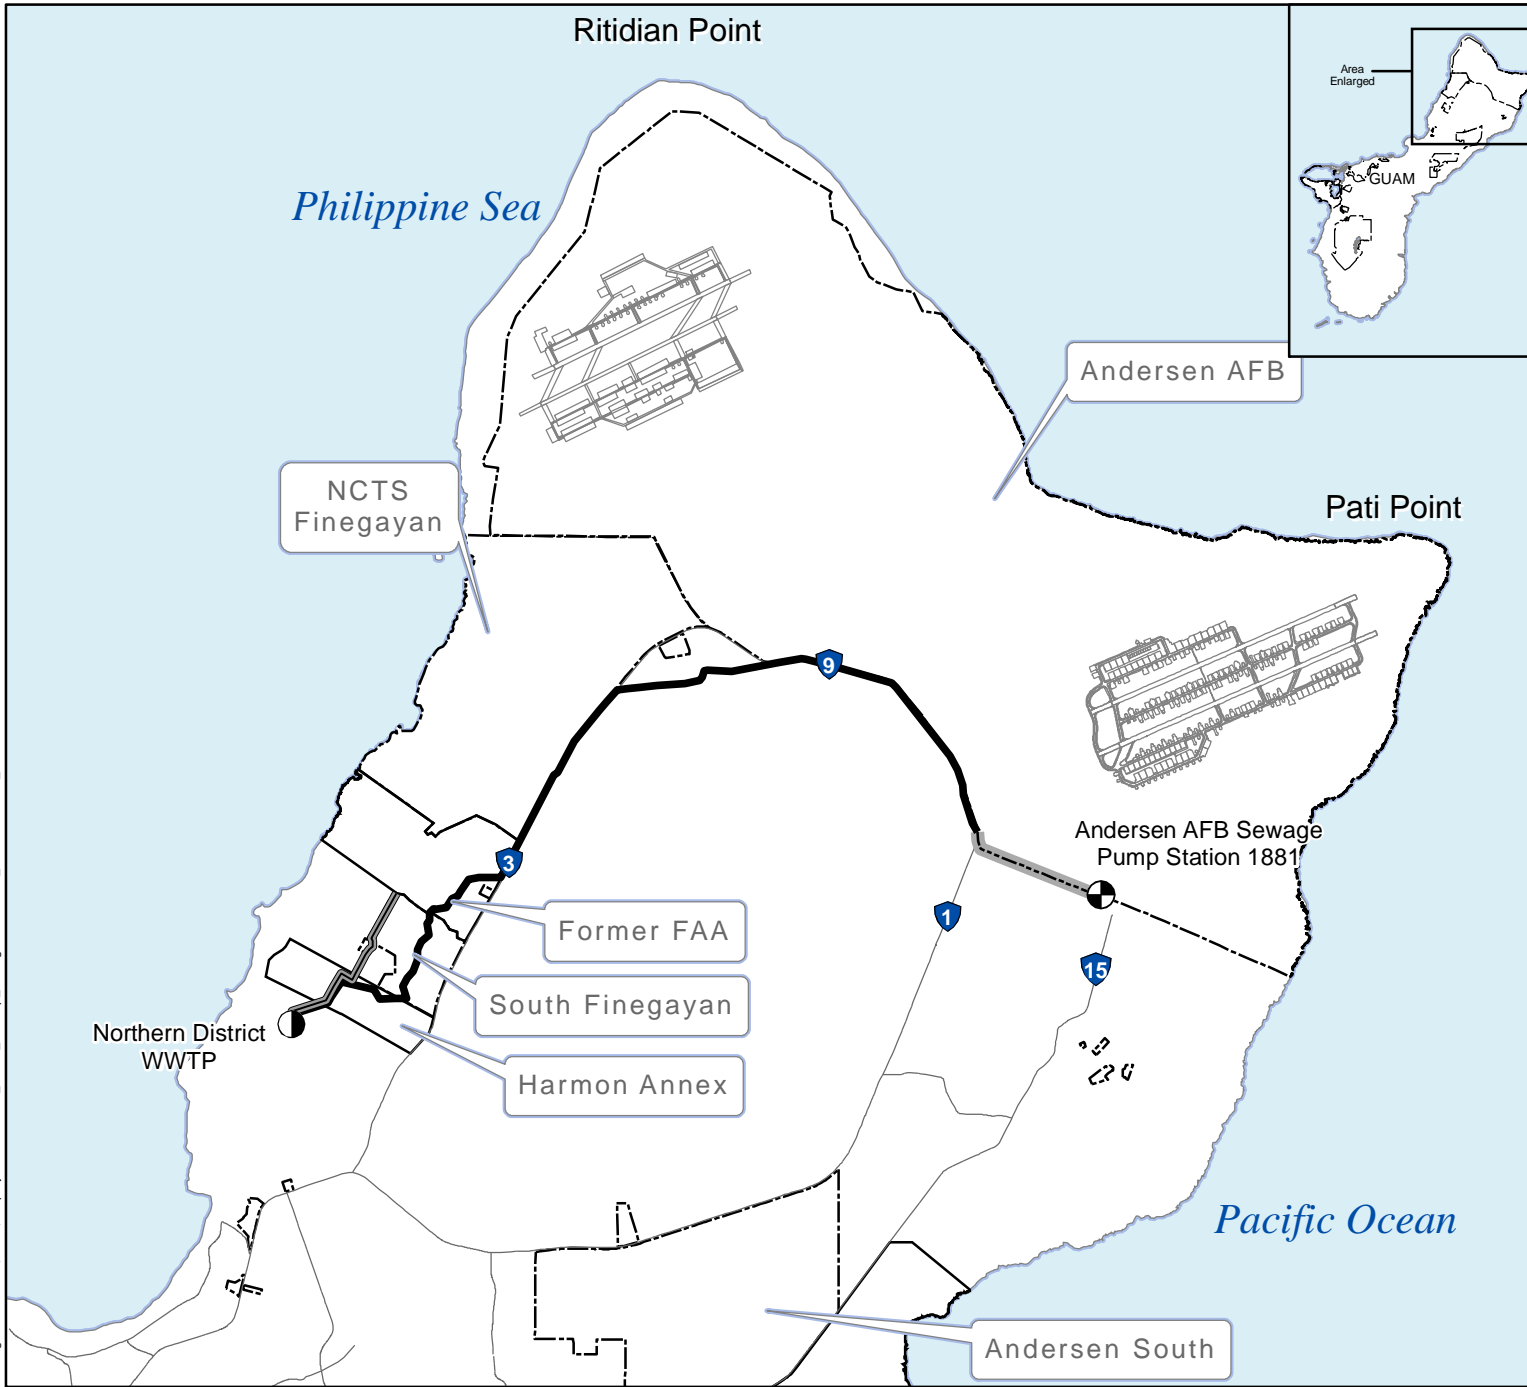 Ritidian Point
Area
Enlarged
GUAM
Philippine Sea
Andersen AFB
NCTS
Finegayan
Pati Point
9
Andersen AFB Sewage
Pump Station 1881
3
1
Former FAA
15
South Finegayan
Northern District
WWTP
Harmon Annex
Pacific Ocean
Andersen South